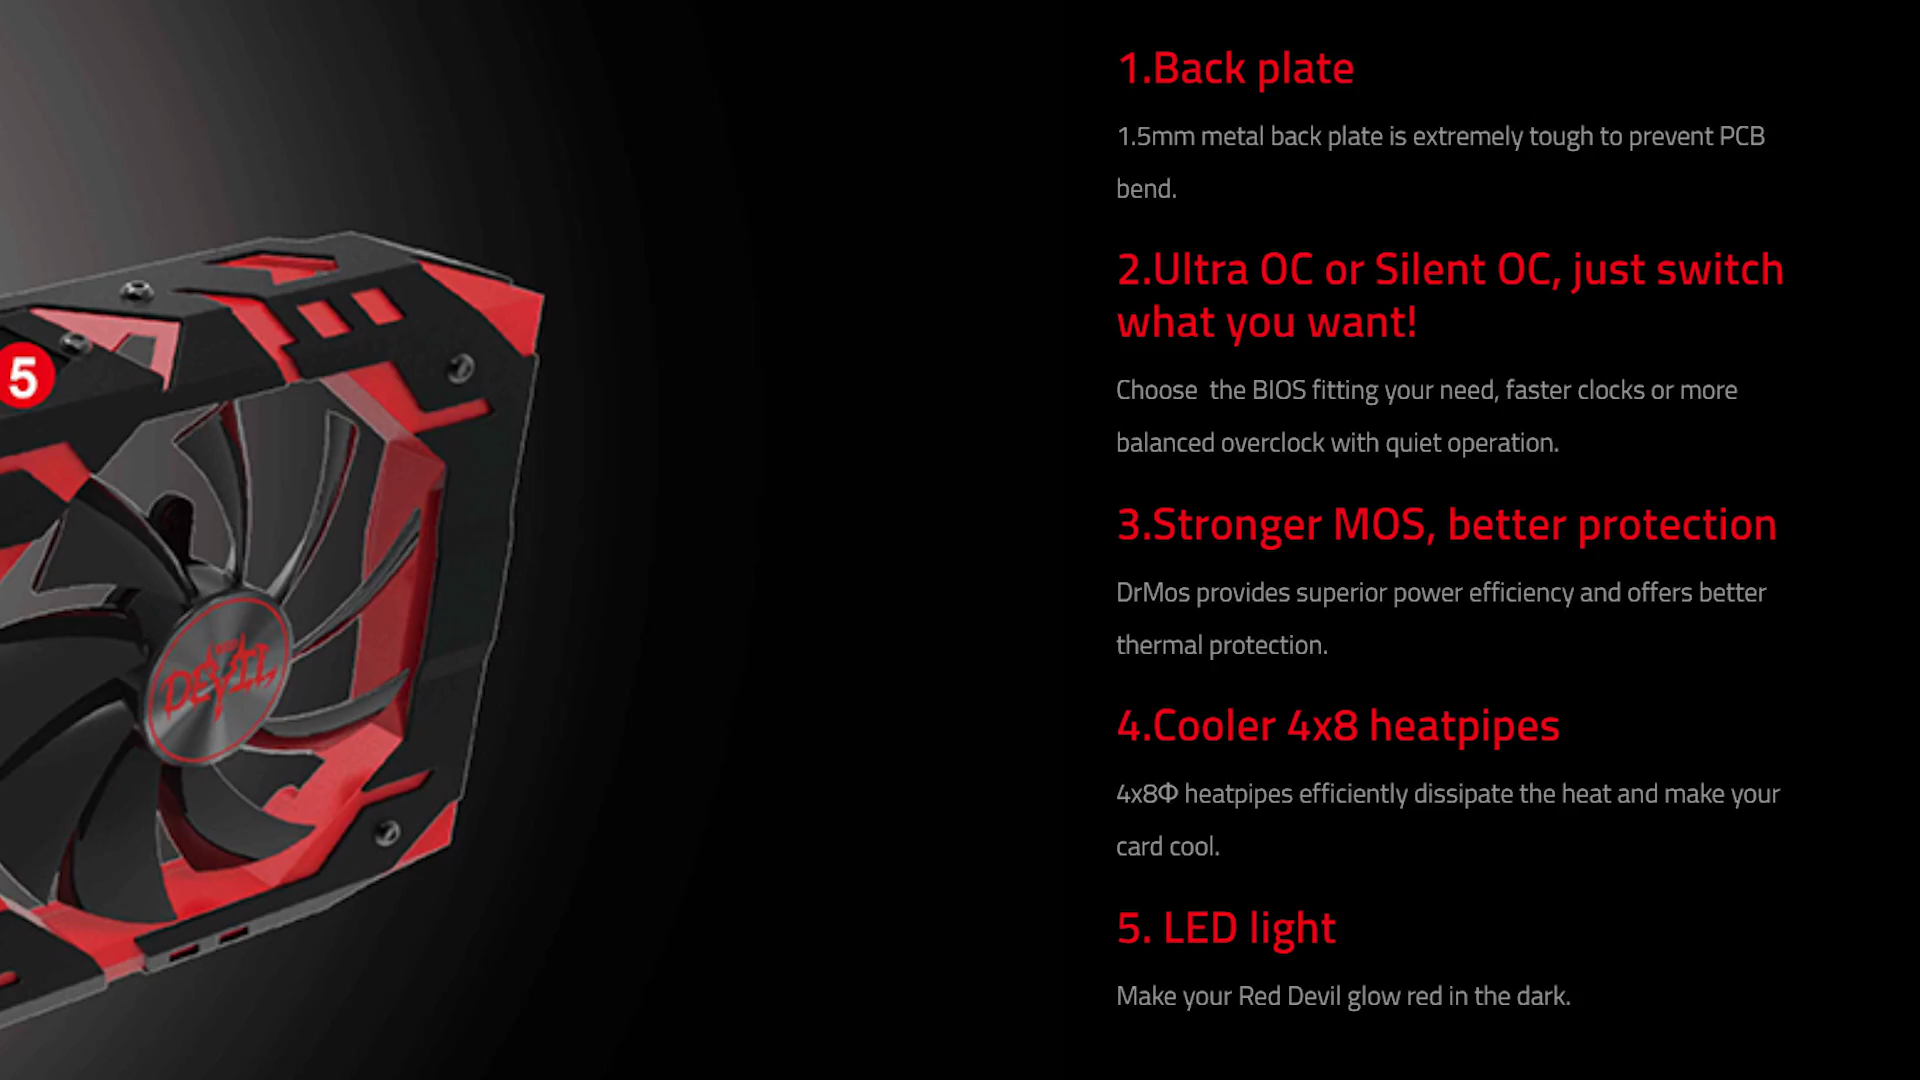 1.Back plate
1.5mm metal back plate is extremely tough to prevent PCB
bend.
2.Ultra OC or Silent OC, just switch
what you want!
Choose  the BIOS fitting your need, faster clocks or more
balanced overclock with quiet operation.
3.Stronger MOS, better protection
DrMos provides superior power efficiency and offers better
thermal protection.
4.Cooler 4x8 heatpipes
4x8Φ heatpipes efficiently dissipate the heat and make your
card cool.
5. LED light
Make your Red Devil glow red in the dark.
5
DEVIL